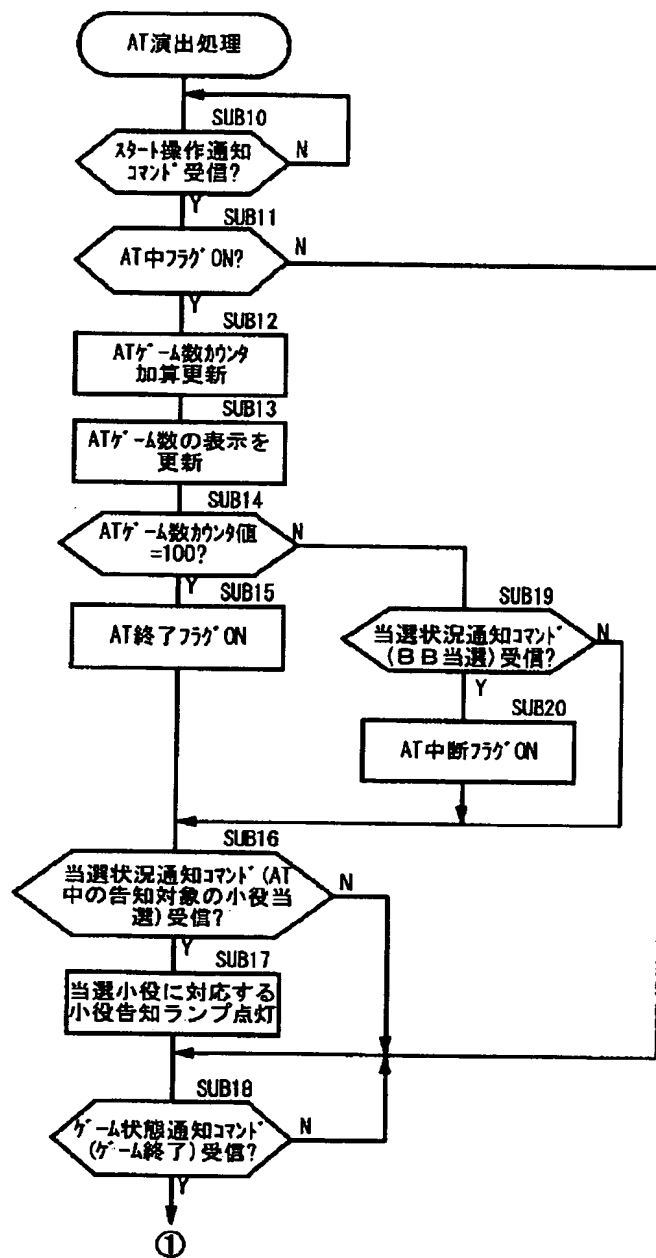 AT演出処理
SUB10
スタート操作通知
コマンド受信?
N
Y
SUB11
AT中フラグON?
N
Y
SUB12
ATゲーム数カウンタ
加算更新
SUB13
ATゲーム数の表示を
更新
SUB14
ATゲーム数カウンタ値
=100?
N
Y
SUB15
AT終了フラグON
SUB19
当選状況通知コマンド
(BB当選)受信?
N
Y
SUB20
AT中断フラグON
SUB16
当選状況通知コマンド(AT
中の告知対象の小役当
選)受信?
N
Y
SUB17
当選小役に対応する
小役告知ランプ点灯
SUB18
ゲーム状態通知コマンド
(ゲーム終了)受信?
N
Y
①